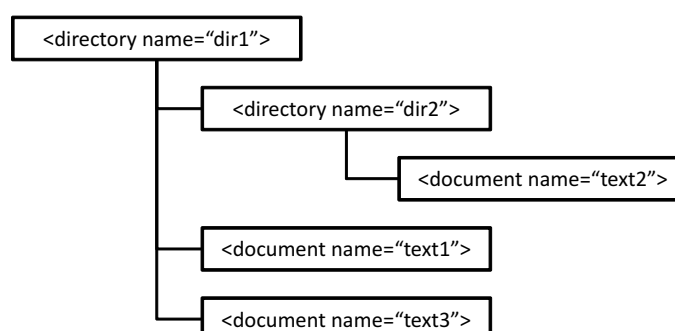 <directory name=“dir1”>
<directory name=“dir2”>
<document name=“text2”>
<document name=“text1”>
<document name=“text3”>